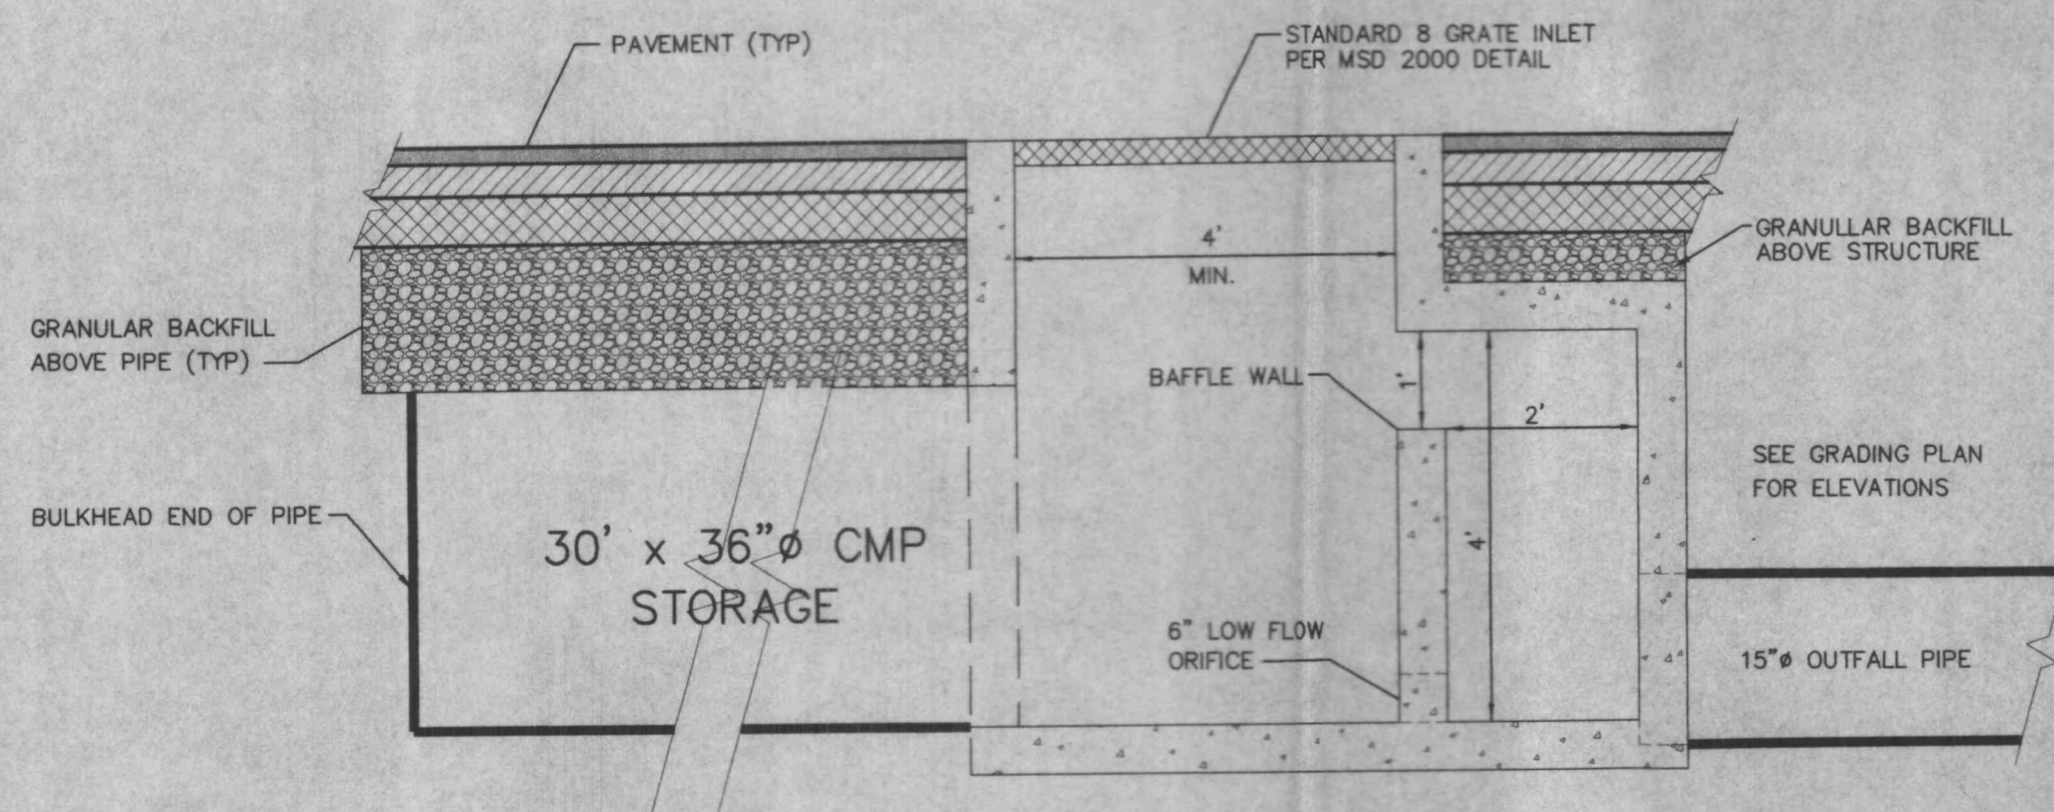 PAVEMENT (TYP)
STANDARD 8 GRATE INLET
PER MSD 2000 DETAIL
4'
MIN.
GRANULLAR BACKFILL
ABOVE STRUCTURE
GRANULAR BACKFILL
ABOVE PIPE (TYP)
BAFFLE WALL
1'
2'
4'
SEE GRADING PLAN
FOR ELEVATIONS
BULKHEAD END OF PIPE
30' x 36"ø CMP
STORAGE
6" LOW FLOW
ORIFICE
15"ø OUTFALL PIPE